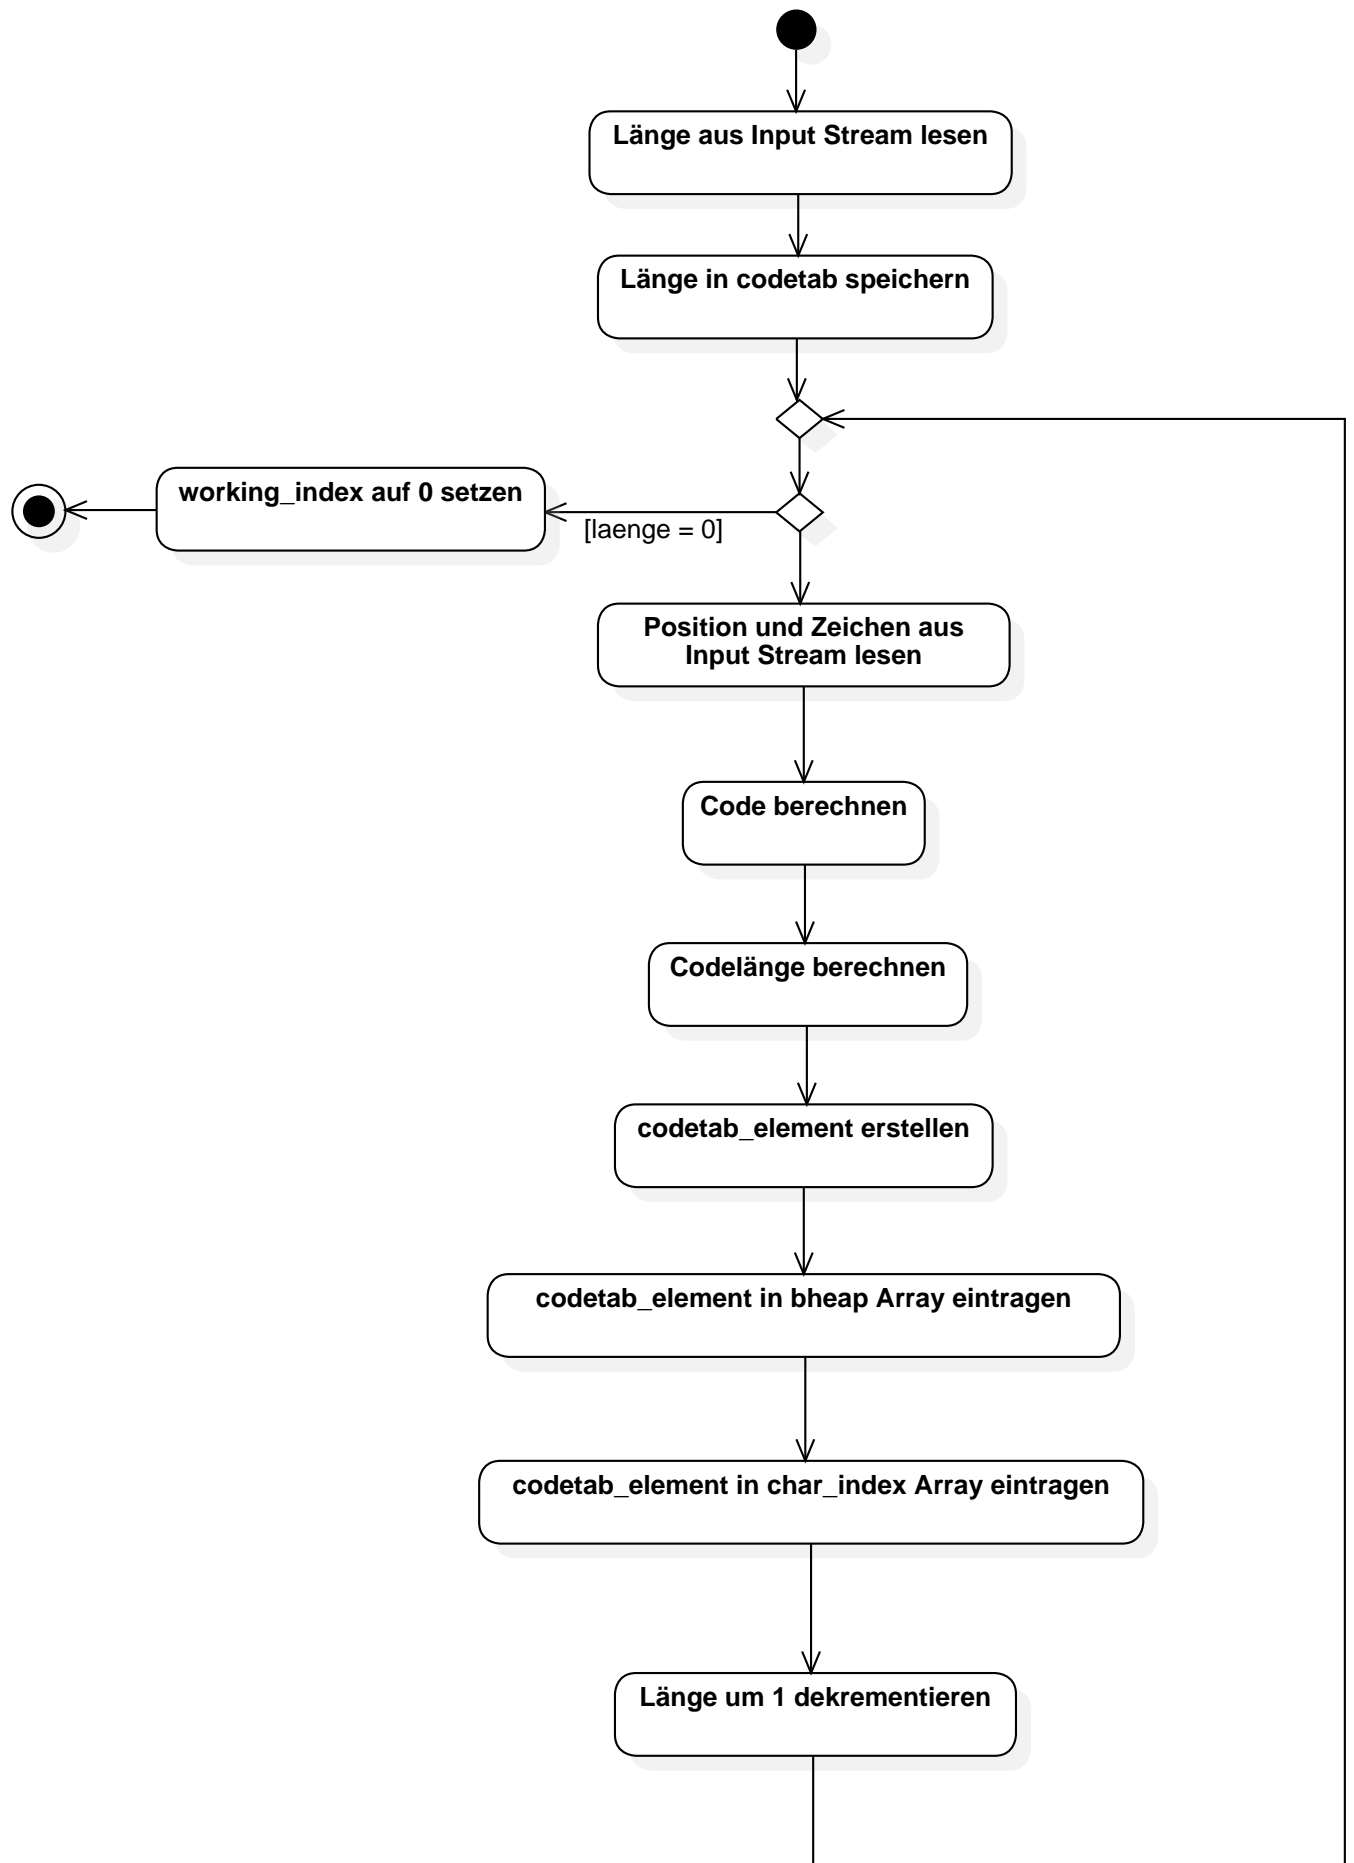 Länge aus Input Stream lesen
Länge in codetab speichern
working_index auf 0 setzen
[laenge = 0]
Position und Zeichen aus
Input Stream lesen
Code berechnen
Codelänge berechnen
codetab_element erstellen
codetab_element in bheap Array eintragen
codetab_element in char_index Array eintragen
Länge um 1 dekrementieren